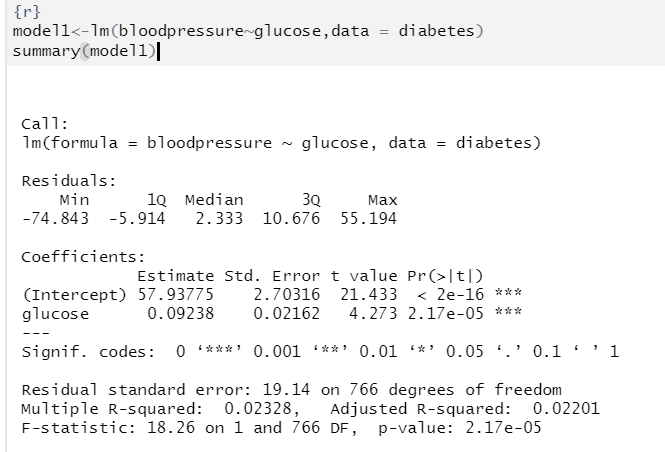 {r}
model1<-lm(bloodpressure~glucose,data = diabetes)
summary(model1)
Call:
lm(formula = bloodpressure ~ glucose, data = diabetes)
Residuals:
    Min      1Q  Median      3Q     Max
-74.843  -5.914   2.333  10.676  55.194
Coefficients:
            Estimate Std. Error t value Pr(>|t|)
(Intercept) 57.93775    2.70316  21.433  < 2e-16 ***
glucose      0.09238    0.02162   4.273 2.17e-05 ***
---
Signif. codes:  0 ‘***’ 0.001 ‘**’ 0.01 ‘*’ 0.05 ‘.’ 0.1 ‘ ’ 1
Residual standard error: 19.14 on 766 degrees of freedom
Multiple R-squared:  0.02328,   Adjusted R-squared:  0.02201
F-statistic: 18.26 on 1 and 766 DF,  p-value: 2.17e-05